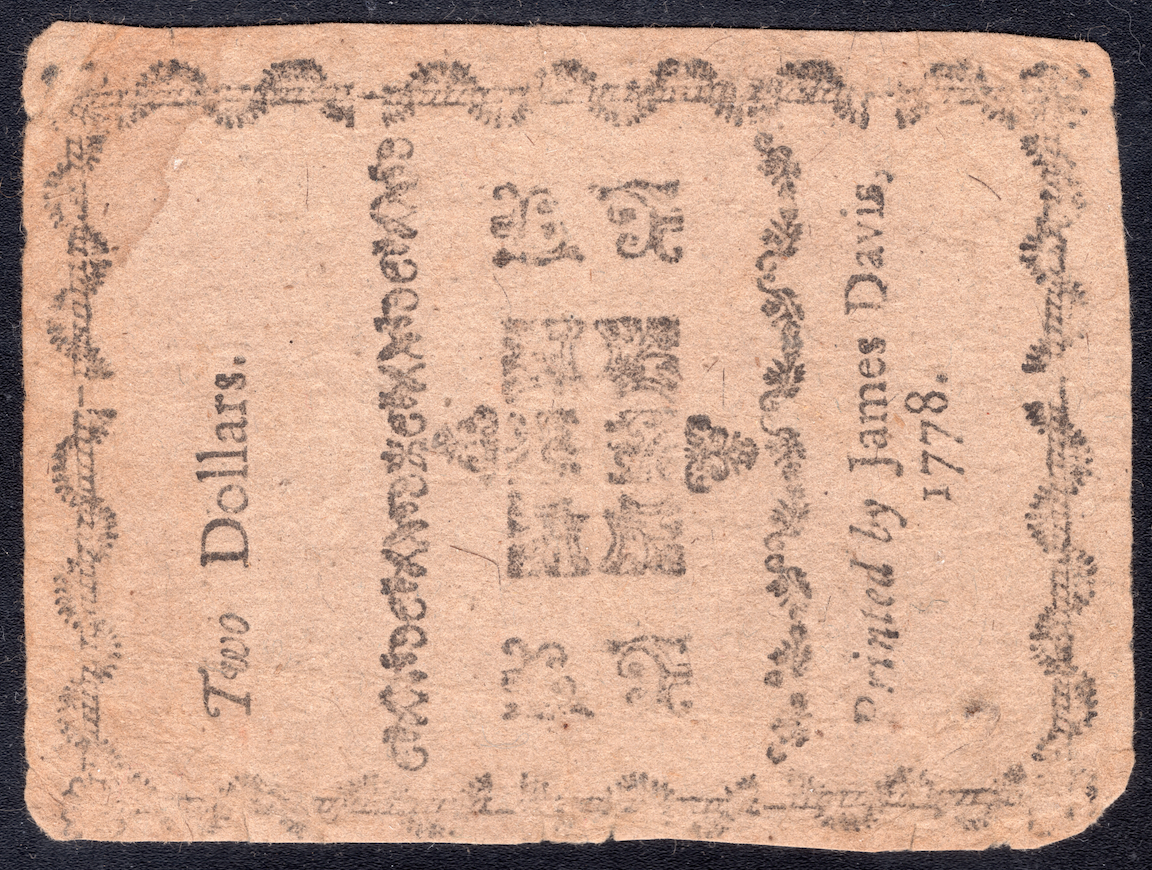 Two Dollars.
Printed by James Davis,
1778.